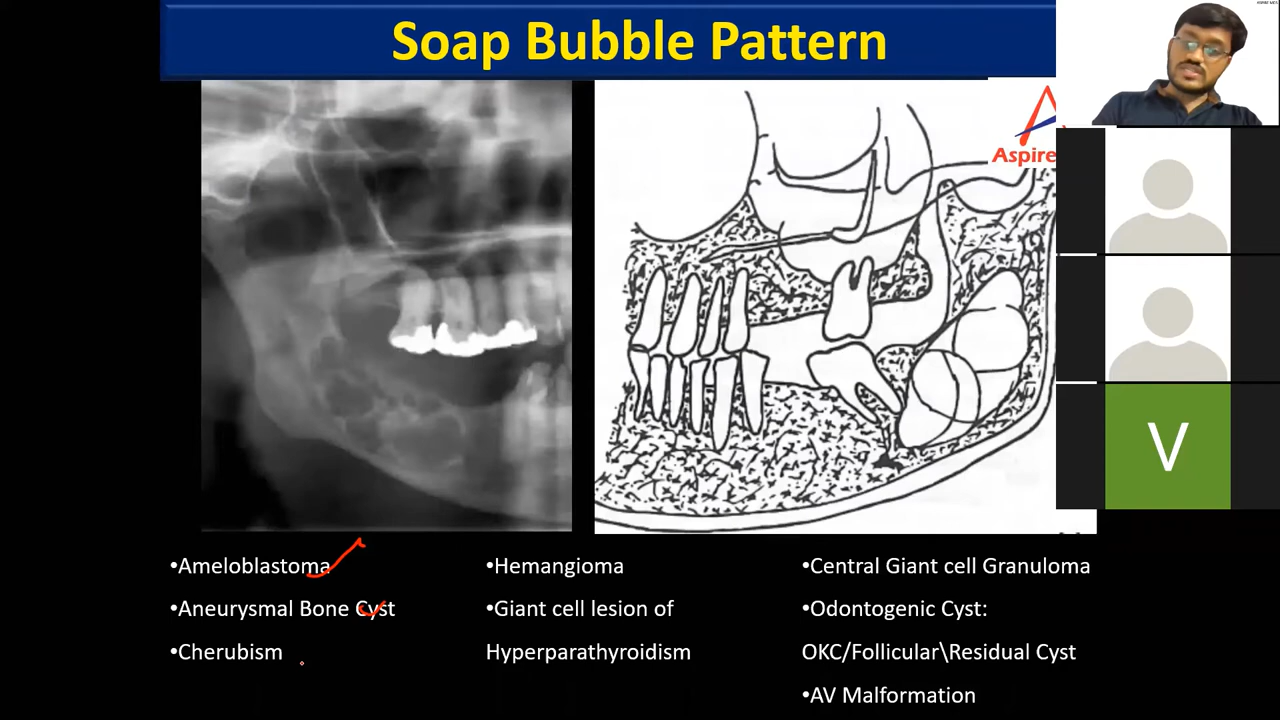 Soap Bubble Pattern
Aspire
V
•Ameloblastoma
•Aneurysmal Bone Cyst
•Cherubism
•Hemangioma
•Giant cell lesion of
Hyperparathyroidism
•Central Giant cell Granuloma
•Odontogenic Cyst:
OKC/Follicular\Residual Cyst
•AV Malformation